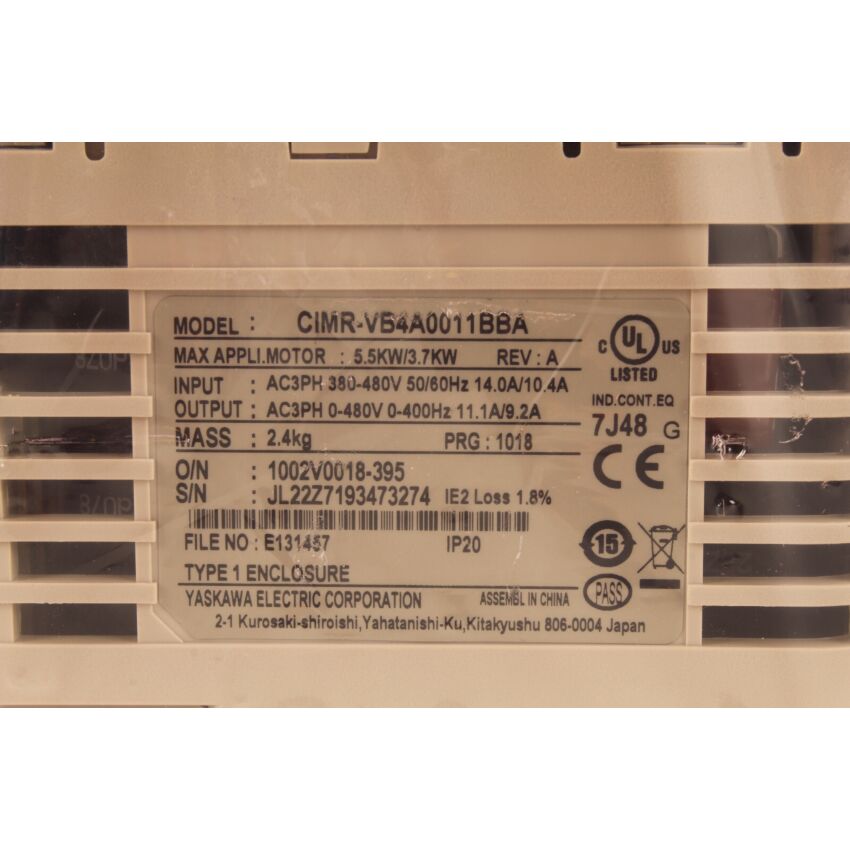 MODEL : CIMR-VB4A0011BBA
MAX APPLI.MOTOR : 5.5KW/3.7KW REV : A
INPUT : AC3PH 380-480V 50/60Hz 14.0A/10.4A
OUTPUT : AC3PH 0-480V 0-400Hz 11.1A/9.2A
MASS : 2.4kg PRG : 1018
O/N : 1002V0018-395
S/N : JL22Z7193473274 IE2 Loss 1.8%
FILE NO : E131457 IP20
TYPE 1 ENCLOSURE
YASKAWA ELECTRIC CORPORATION ASSEMBL IN CHINA
2-1 Kurosaki-shiroishi,Yahatanishi-Ku,Kitakyushu 806-0004 Japan
C UL US
LISTED
IND.CONT.EQ
7J48 G
CE
15
PASS